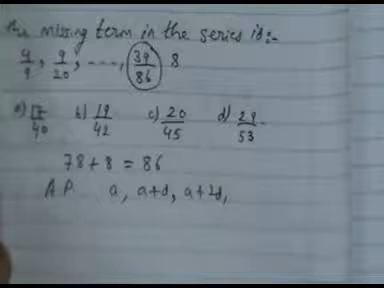 the missing term in the series is:-
4/9, 9/20, ----, 39/86 8
a) 17/40 b) 19/42 c) 20/45 d) 29/53
78+8 = 86
A.P. a, a+d, a+2d,